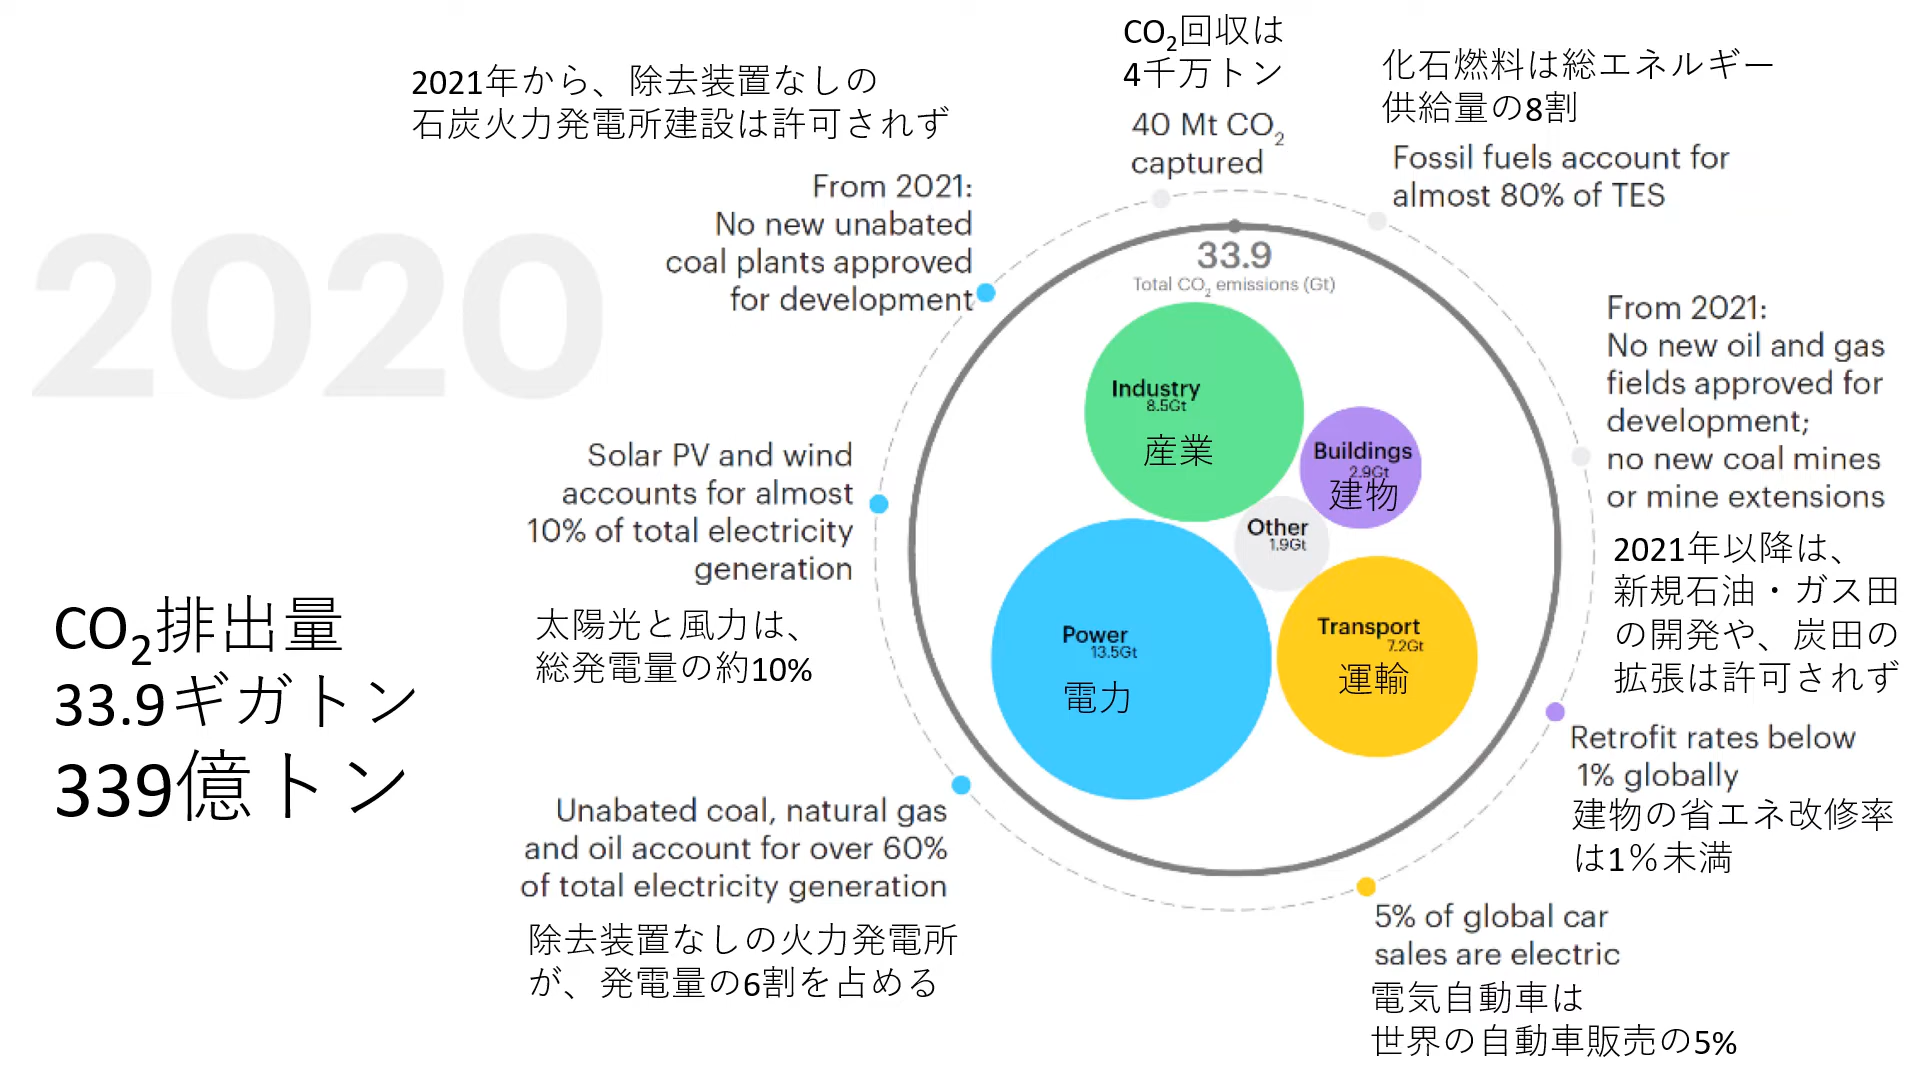 2020
CO2排出量
33.9ギガトン
339億トン
2021年から、除去装置なしの
石炭火力発電所建設は許可されず
From 2021:
No new unabated
coal plants approved
for development
Solar PV and wind
accounts for almost
10% of total electricity
generation
太陽光と風力は、
総発電量の約10%
Unabated coal, natural gas
and oil account for over 60%
of total electricity generation
除去装置なしの火力発電所
が、発電量の6割を占める
CO2回収は
4千万トン
40 Mt CO2
captured
化石燃料は総エネルギー
供給量の8割
Fossil fuels account for
almost 80% of TES
33.9
Total CO2 emissions (Gt)
Industry
8.5Gt
産業
Buildings
2.9Gt
建物
Other
1.9Gt
Power
13.5Gt
電力
Transport
7.2Gt
運輸
From 2021:
No new oil and gas
fields approved for
development;
no new coal mines
or mine extensions
2021年以降は、
新規石油・ガス田
の開発や、炭田の
拡張は許可されず
Retrofit rates below
1% globally
建物の省エネ改修率
は1％未満
5% of global car
sales are electric
電気自動車は
世界の自動車販売の5%